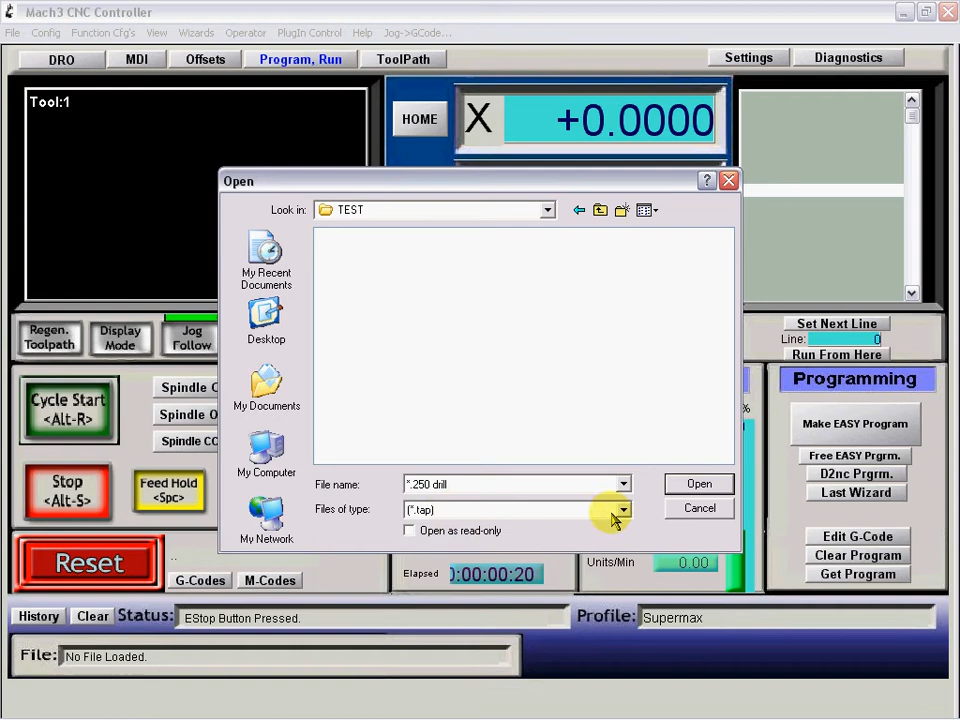 Mach3 CNC Controller
File Config Function Cfg's View Wizards Operator PlugIn Control Help Jog->GCode...
DRO MDI Offsets Program, Run ToolPath Settings Diagnostics
Tool:1
HOME X +0.0000
Open
Look in: TEST
My Recent
Documents
Desktop
My Documents
My Computer
My Network
File name: *.250 drill Open
Files of type: (*.tap) Cancel
Open as read-only
Regen.
Toolpath
Display
Mode
Jog
Follow
Set Next Line
Line: 0
Run From Here
Cycle Start
<Alt-R>
Spindle C
Spindle O
Spindle CC
%
Programming
Make EASY Program
Free EASY Prgrm.
D2nc Prgrm.
Last Wizard
Stop
<Alt-S>
Feed Hold
<Spc>
Edit G-Code
Clear Program
Get Program
Reset
..
G-Codes M-Codes
Elapsed 0:00:00:20
Units/Min 0.00
History Clear Status: EStop Button Pressed. Profile: Supermax
File: No File Loaded.